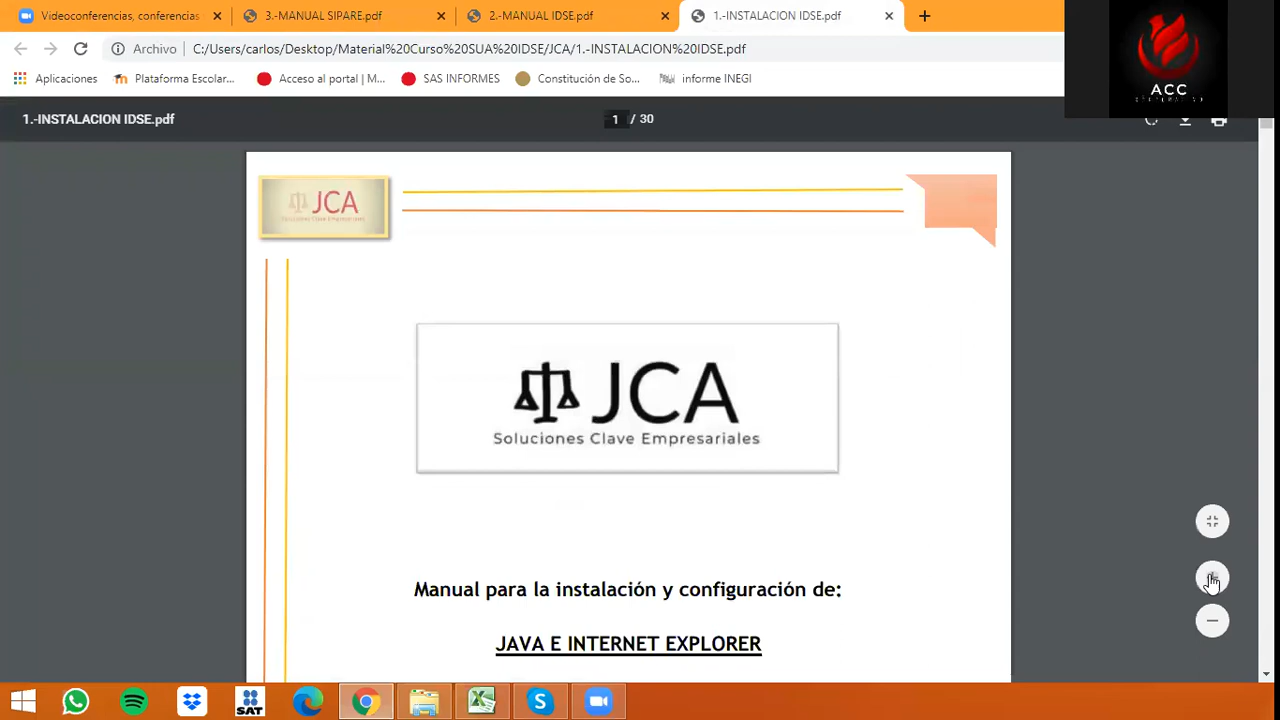 Videoconferencias, conferencias
3.-MANUAL SIPARE.pdf
2.-MANUAL IDSE.pdf
1.-INSTALACION IDSE.pdf
Archivo
C:/Users/carlos/Desktop/Material%20Curso%20SUA%20IDSE/JCA/1.-INSTALACION%20IDSE.pdf
Aplicaciones
Plataforma Escolar...
Acceso al portal | M...
SAS INFORMES
Constitución de So...
informe INEGI
ACC
1.-INSTALACION IDSE.pdf
1 / 30
JCA
Soluciones Clave Empresariales
JCA
Soluciones Clave Empresariales
Manual para la instalación y configuración de:
JAVA E INTERNET EXPLORER
SAT